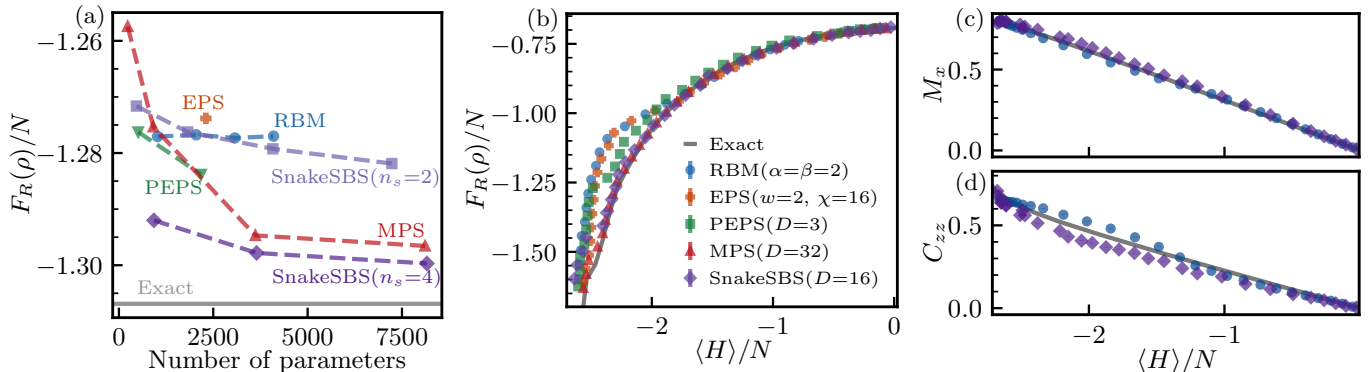 (a)
−1.26
−1.28
−1.30
F_R(ρ)/N
EPS
RBM
SnakeSBS(n_s=2)
PEPS
MPS
SnakeSBS(n_s=4)
Exact
0
2500
5000
7500
Number of parameters
(b)
−0.75
−1.00
−1.25
−1.50
F_R(ρ)/N
Exact
RBM(α=β=2)
EPS(w=2, χ=16)
PEPS(D=3)
MPS(D=32)
SnakeSBS(D=16)
−2
−1
0
⟨H⟩/N
(c)
0.5
0.0
M_x
(d)
0.5
0.0
C_zz
−2
−1
⟨H⟩/N